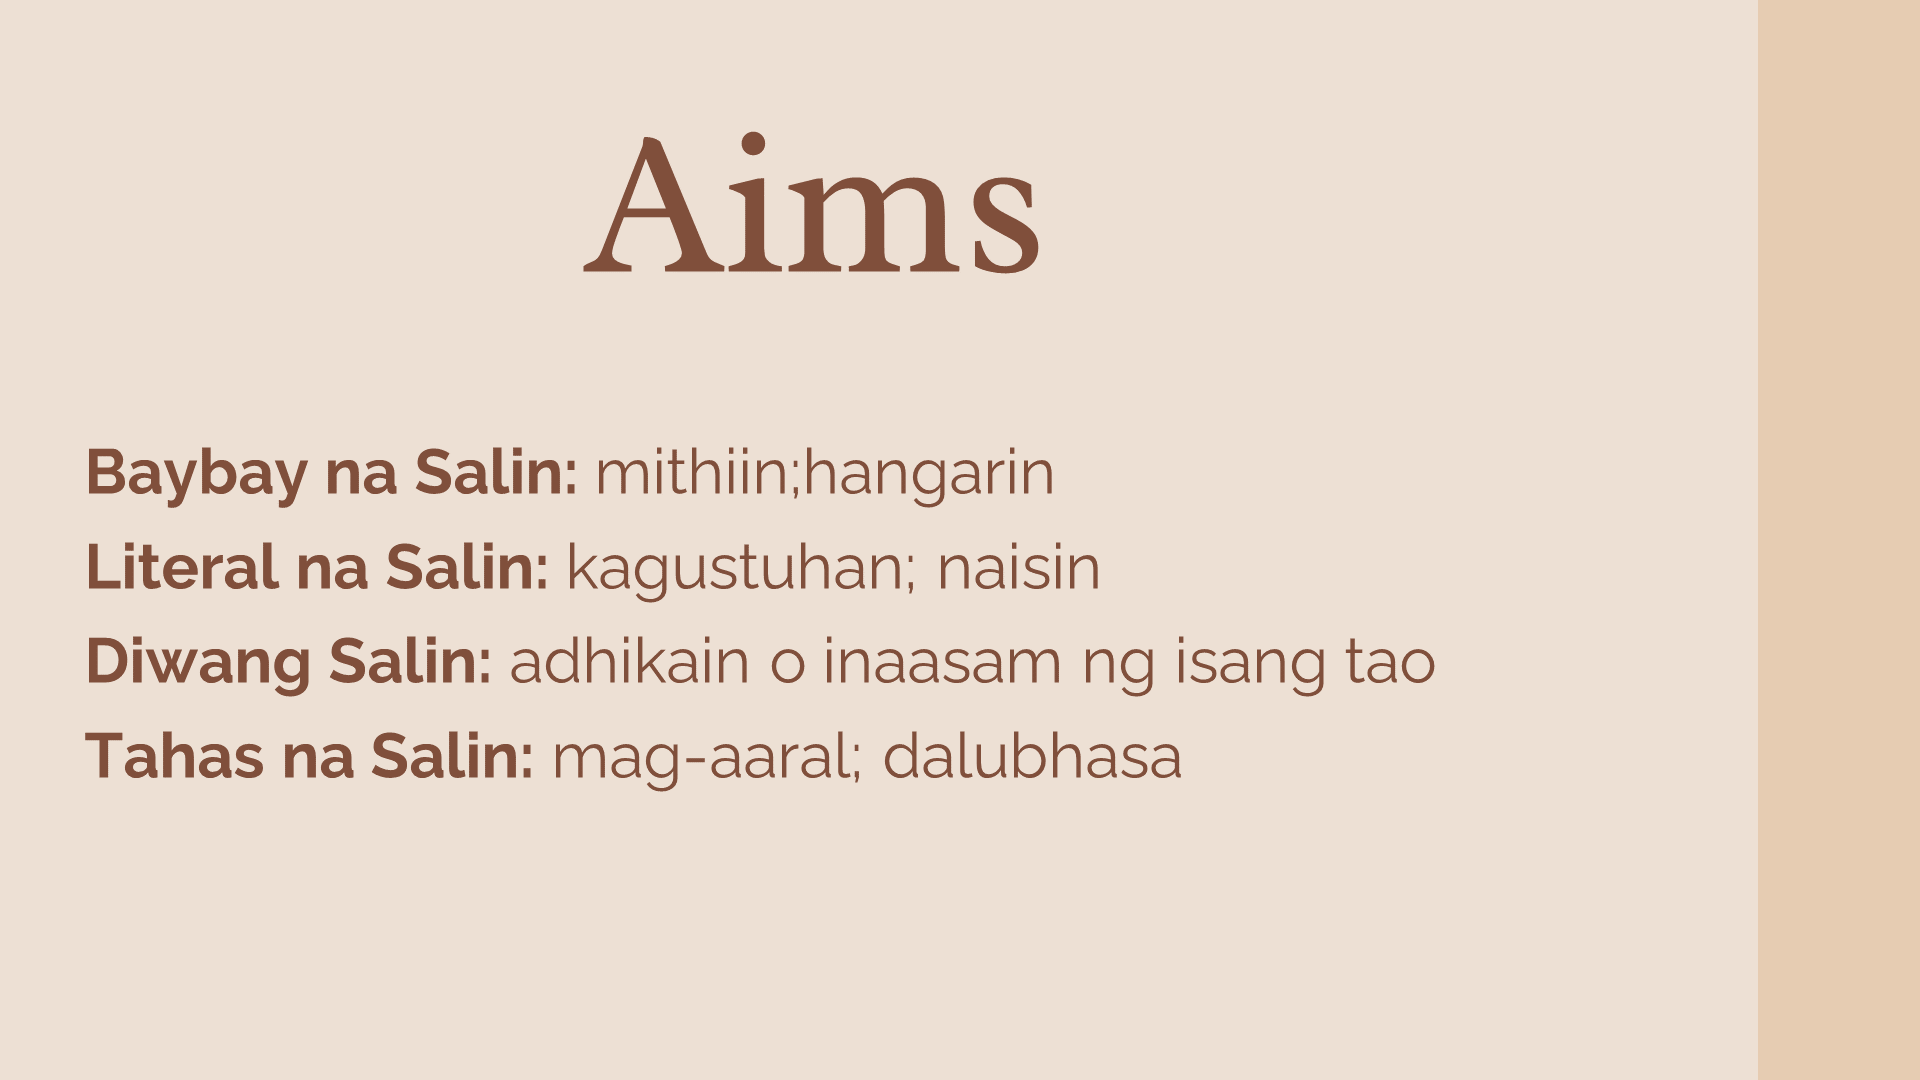 Aims
Baybay na Salin: mithiin;hangarin
Literal na Salin: kagustuhan; naisin
Diwang Salin: adhikain o inaasam ng isang tao
Tahas na Salin: mag-aaral; dalubhasa